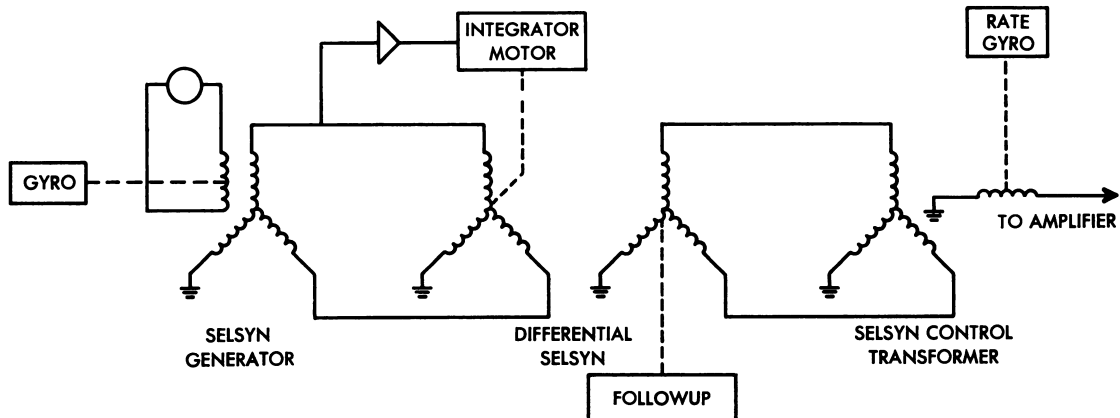 INTEGRATOR
MOTOR
RATE
GYRO
GYRO
TO AMPLIFIER
SELSYN
GENERATOR
DIFFERENTIAL
SELSYN
SELSYN CONTROL
TRANSFORMER
FOLLOWUP